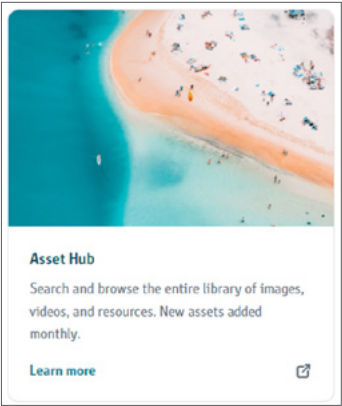 Asset Hub
Search and browse the entire library of images,
videos, and resources. New assets added
monthly.
Learn more